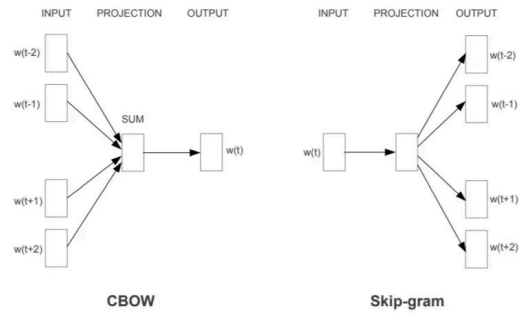 INPUT PROJECTION OUTPUT
w(t-2)
w(t-1)
SUM
w(t)
w(t+1)
w(t+2)
CBOW
INPUT PROJECTION OUTPUT
w(t-2)
w(t-1)
w(t)
w(t+1)
w(t+2)
Skip-gram